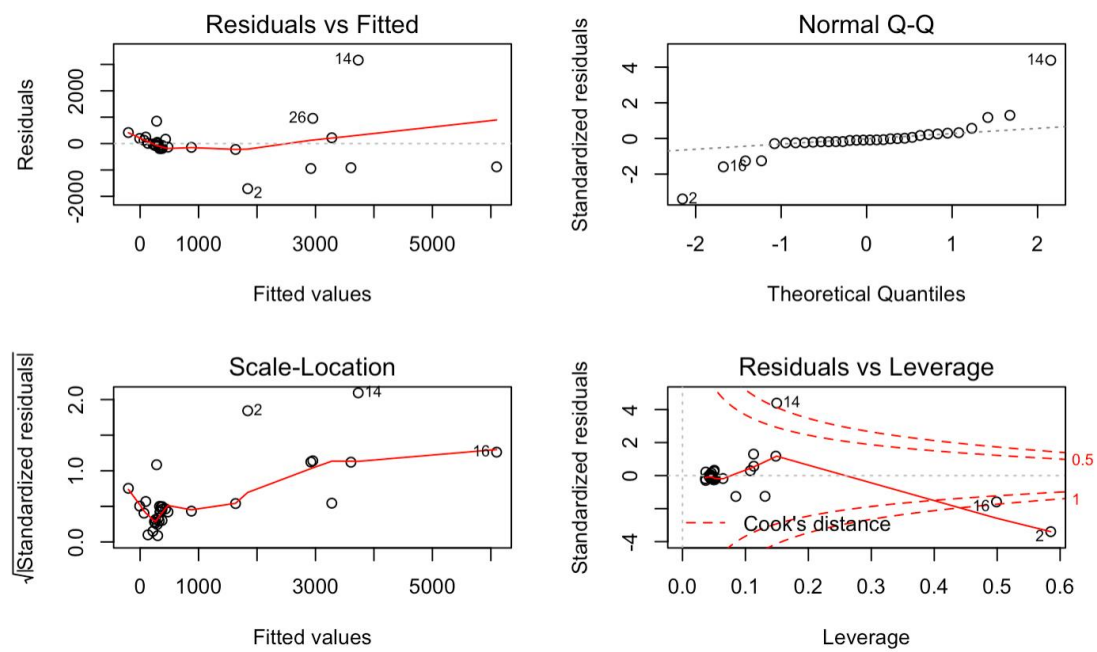 Residuals vs Fitted
Residuals
-2000 0 2000
14
26
2
0 1000 3000 5000
Fitted values
Normal Q-Q
Standardized residuals
-2 0 2 4
14
16
2
-2 -1 0 1 2
Theoretical Quantiles
Scale-Location
√|Standardized residuals|
0.0 1.0 2.0
14
2
16
0 1000 3000 5000
Fitted values
Residuals vs Leverage
Standardized residuals
-4 0 2 4
14
0.5
1
16
Cook's distance
2
0.0 0.1 0.2 0.3 0.4 0.5 0.6
Leverage